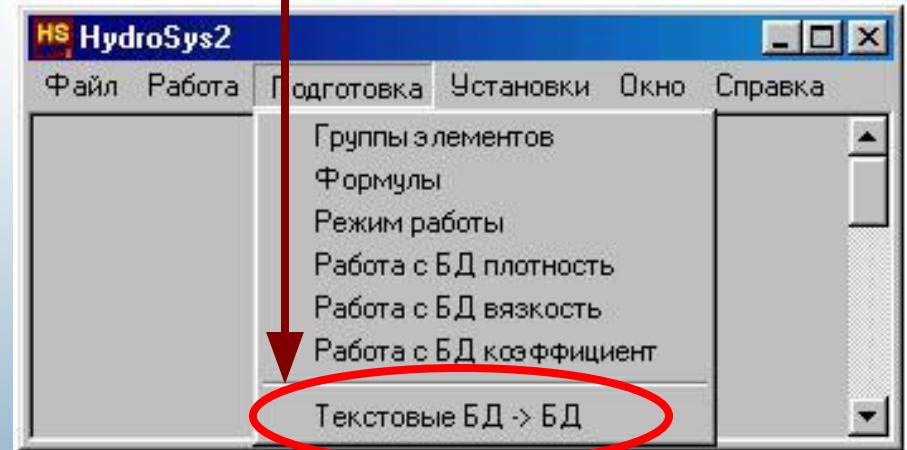 HS HydroSys2
Файл Работа Подготовка Установки Окно Справка
Группы элементов
Формулы
Режим работы
Работа с БД плотность
Работа с БД вязкость
Работа с БД коэффициент
Текстовые БД -> БД